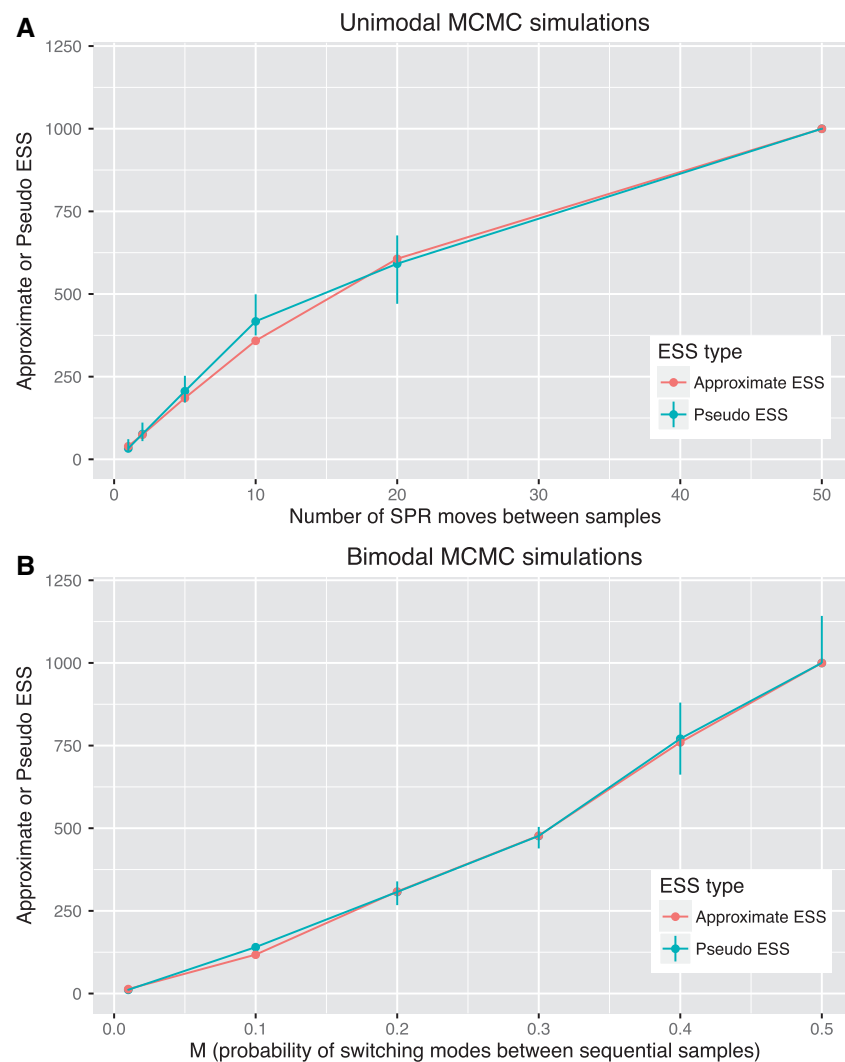 A
Unimodal MCMC simulations
1250
1000
750
500
250
0
Approximate or Pseudo ESS
ESS type
Approximate ESS
Pseudo ESS
0 10 20 30 40 50
Number of SPR moves between samples
B
Bimodal MCMC simulations
1250
1000
750
500
250
0
Approximate or Pseudo ESS
ESS type
Approximate ESS
Pseudo ESS
0.0 0.1 0.2 0.3 0.4 0.5
M (probability of switching modes between sequential samples)